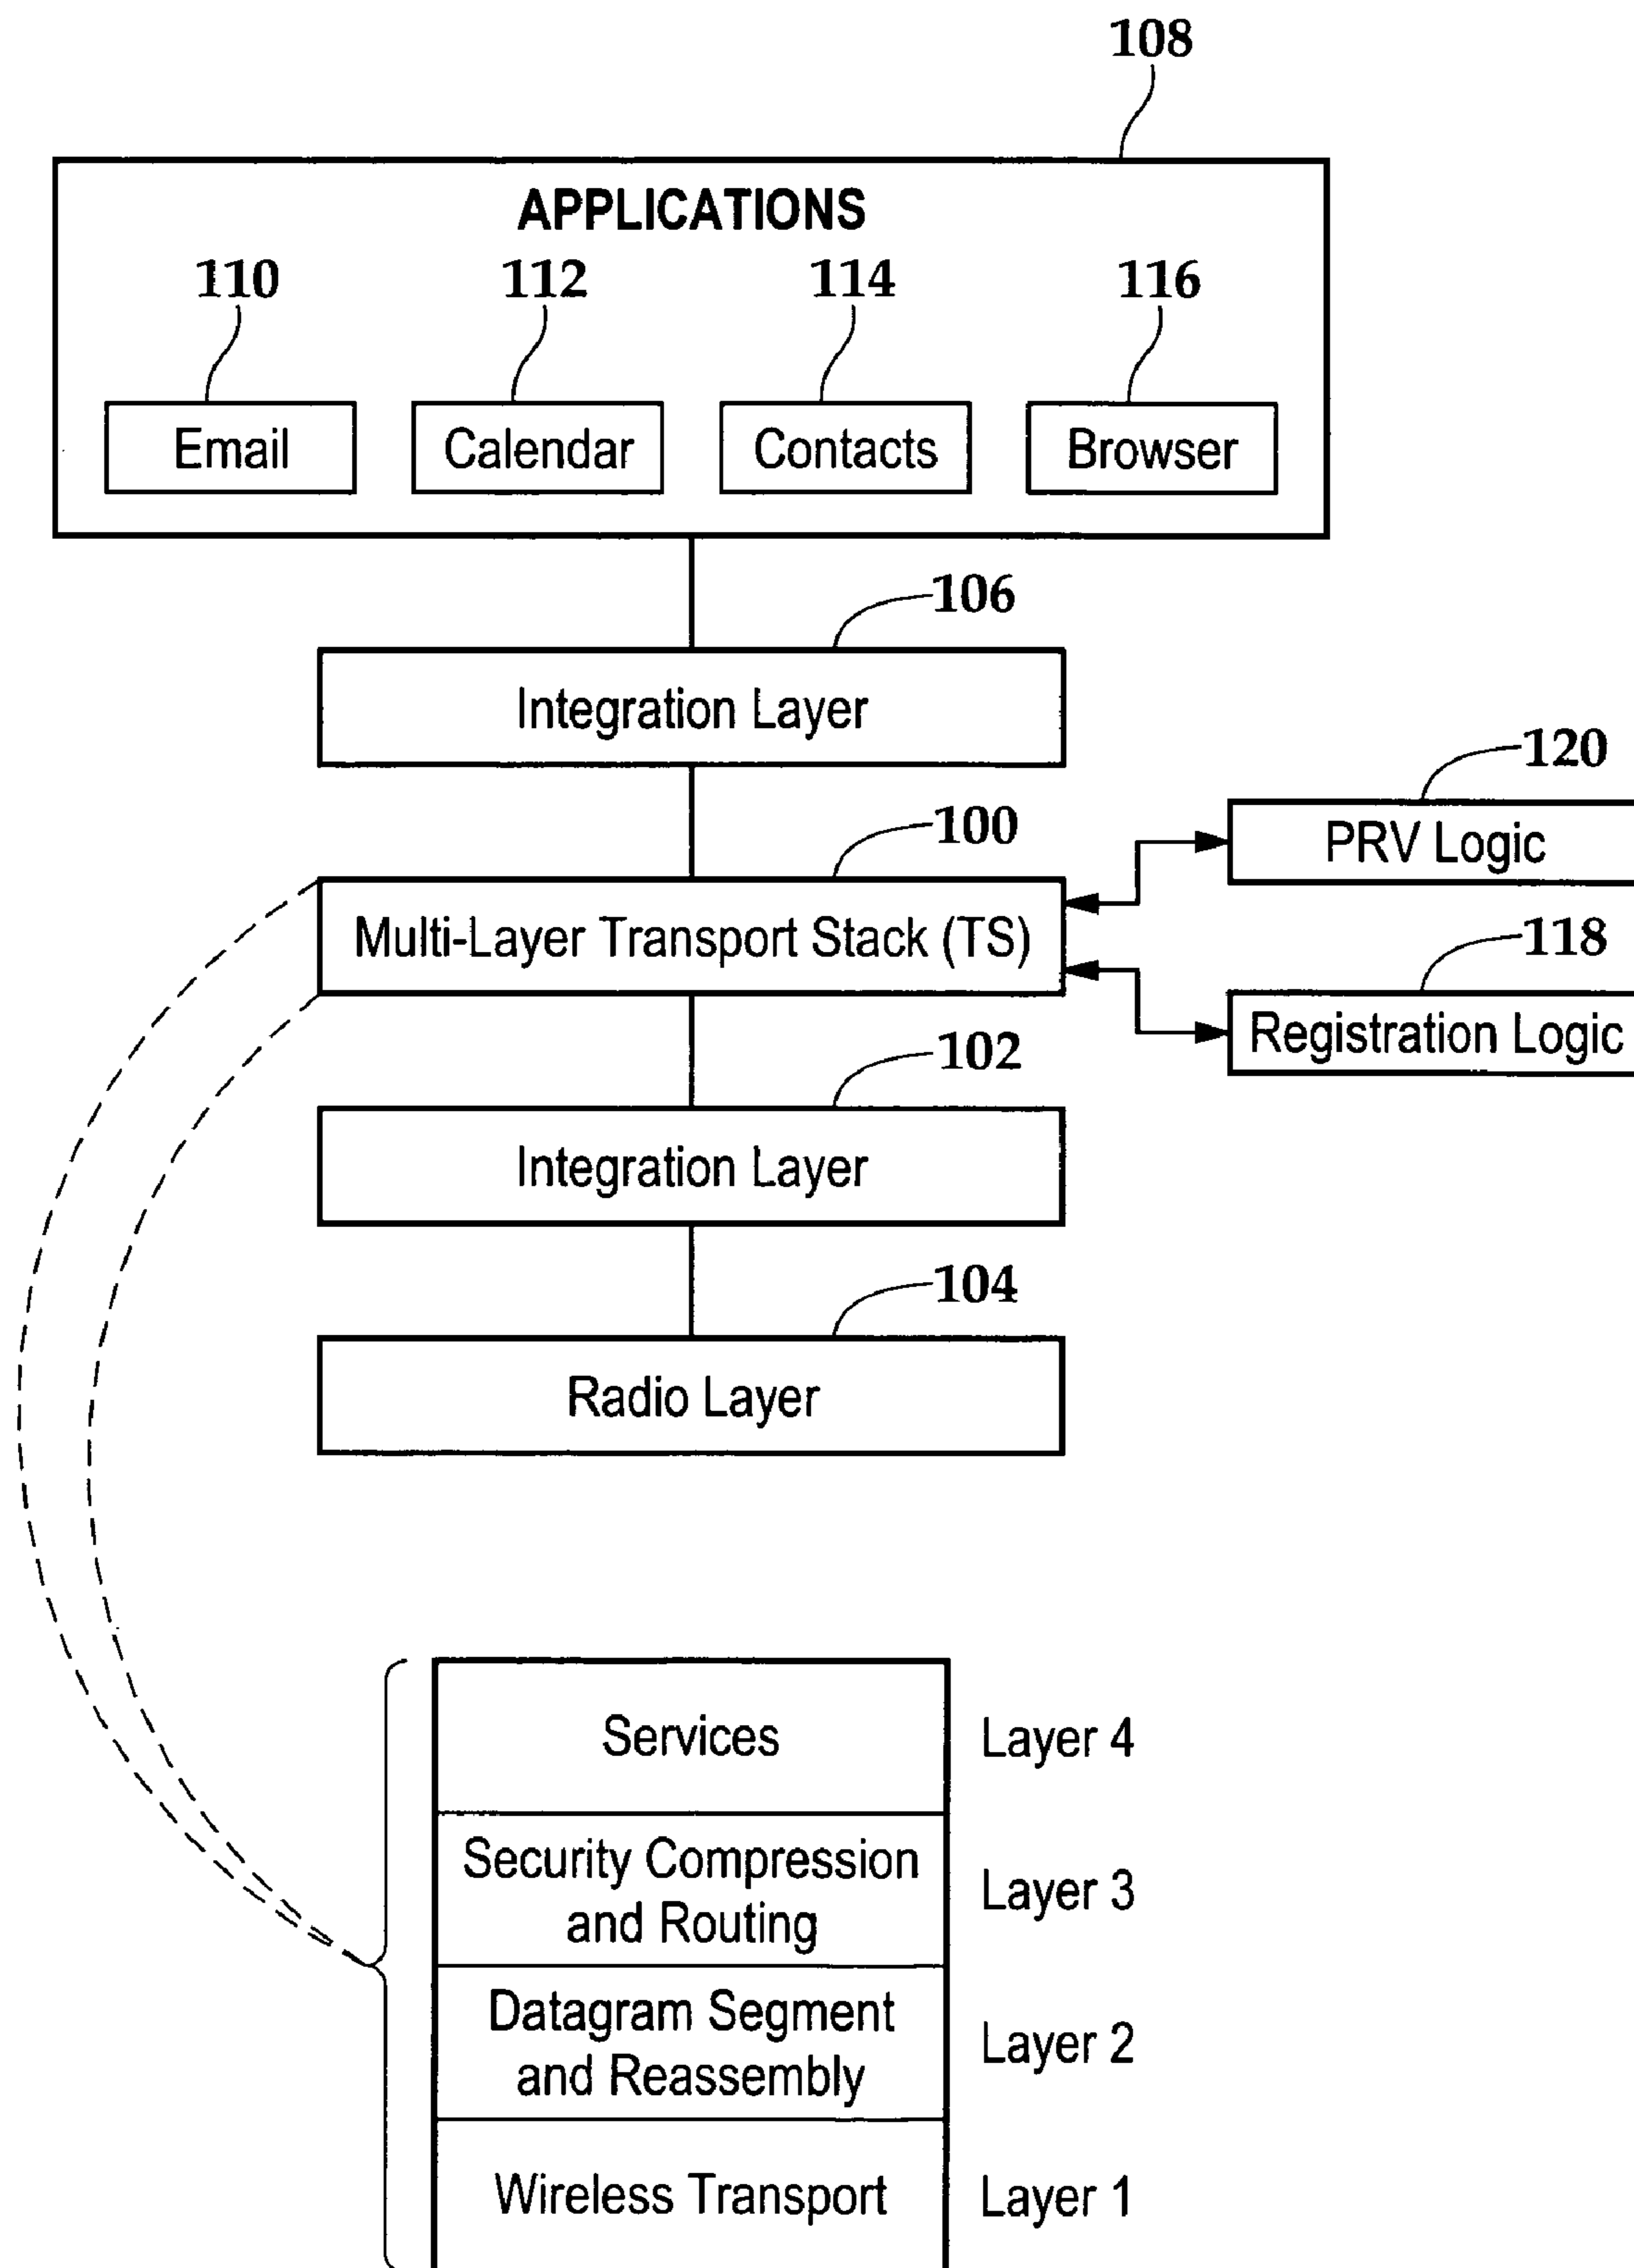 108
APPLICATIONS
110 112 114 116
Email Calendar Contacts Browser
106
Integration Layer
120
PRV Logic
100
Multi-Layer Transport Stack (TS)
118
Registration Logic
102
Integration Layer
104
Radio Layer
Services Layer 4
Security Compression
and Routing
Layer 3
Datagram Segment
and Reassembly
Layer 2
Wireless Transport Layer 1